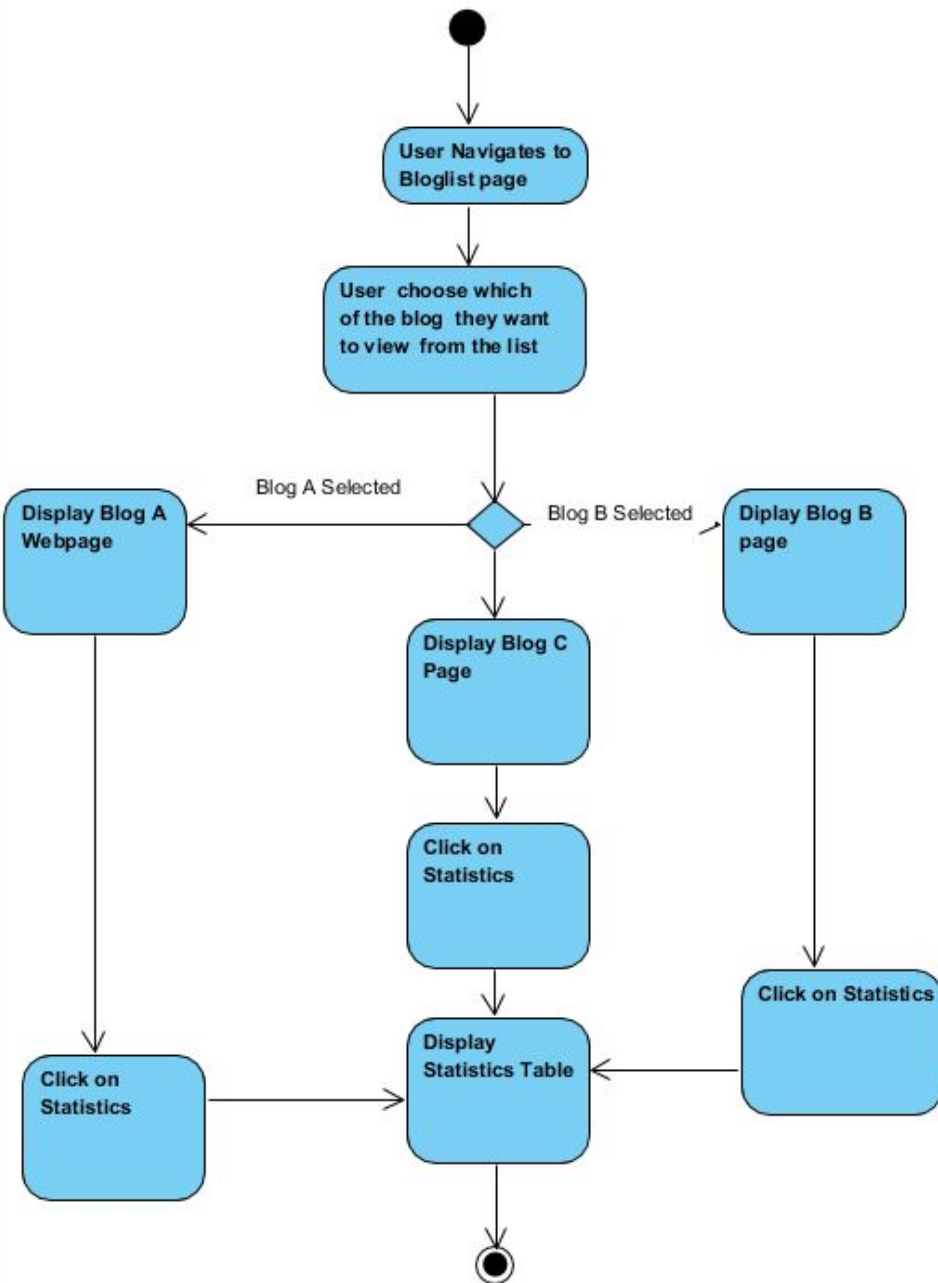 User Navigates to
Bloglist page
User  choose which
of the blog  they want
to view  from the list
Blog A Selected
Blog B Selected
Display Blog A
Webpage
Diplay Blog B
page
Display Blog C
Page
Click on
Statistics
Click on Statistics
Display
Statistics Table
Click on
Statistics